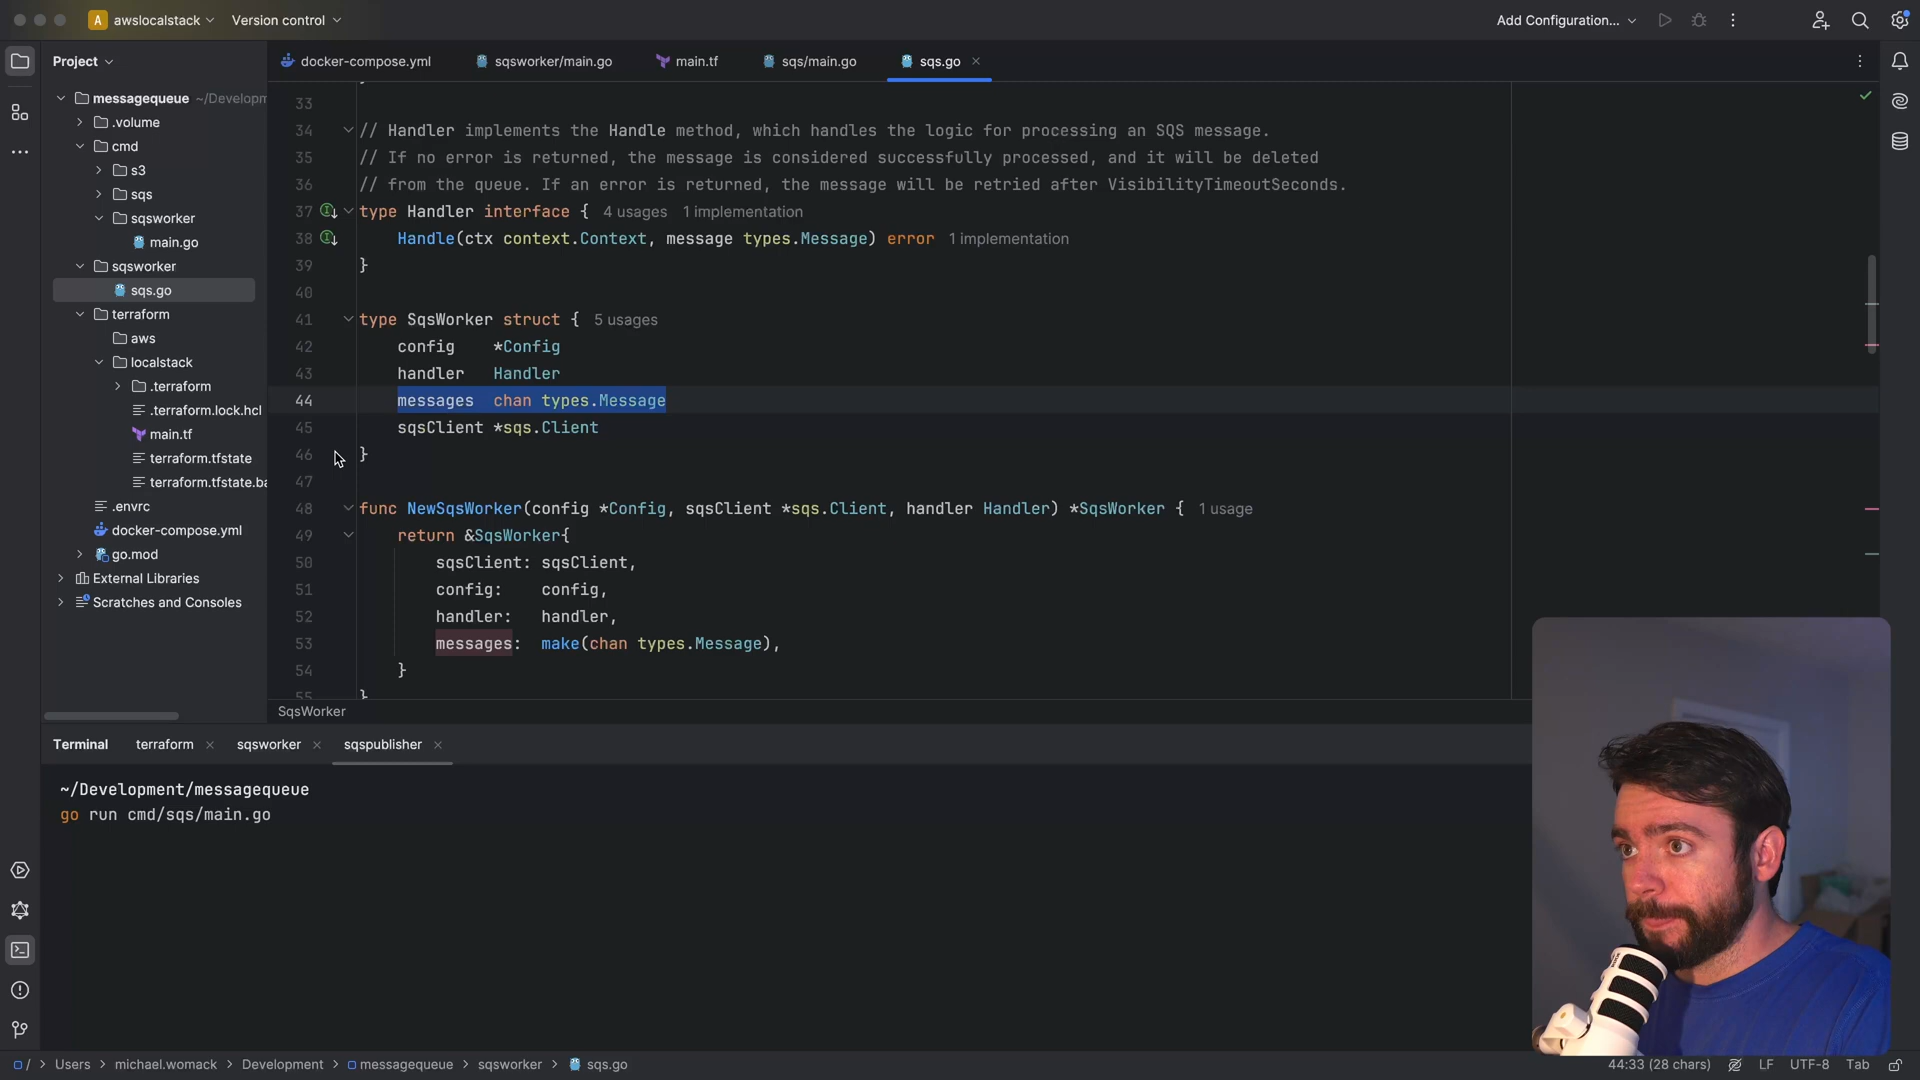 A awslocalstack Version control Add Configuration...
Project docker-compose.yml sqsworker/main.go main.tf sqs/main.go sqs.go
messagequeue ~/Developm
.volume
cmd
s3
sqs
sqsworker
main.go
sqsworker
sqs.go
terraform
aws
localstack
.terraform
.terraform.lock.hcl
main.tf
terraform.tfstate
terraform.tfstate.ba
.envrc
docker-compose.yml
go.mod
External Libraries
Scratches and Consoles
33
34 // Handler implements the Handle method, which handles the logic for processing an SQS message.
35 // If no error is returned, the message is considered successfully processed, and it will be deleted
36 // from the queue. If an error is returned, the message will be retried after VisibilityTimeoutSeconds.
37 type Handler interface { 4 usages 1 implementation
38 Handle(ctx context.Context, message types.Message) error 1 implementation
39 }
40
41 type SqsWorker struct { 5 usages
42 config *Config
43 handler Handler
44 messages chan types.Message
45 sqsClient *sqs.Client
46 }
47
48 func NewSqsWorker(config *Config, sqsClient *sqs.Client, handler Handler) *SqsWorker { 1 usage
49 return &SqsWorker{
50 sqsClient: sqsClient,
51 config: config,
52 handler: handler,
53 messages: make(chan types.Message),
54 }
55 }
SqsWorker
Terminal terraform sqsworker sqspublisher
~/Development/messagequeue
go run cmd/sqs/main.go
/ > Users > michael.womack > Development > messagequeue > sqsworker > sqs.go 44:33 (28 chars) LF UTF-8 Tab